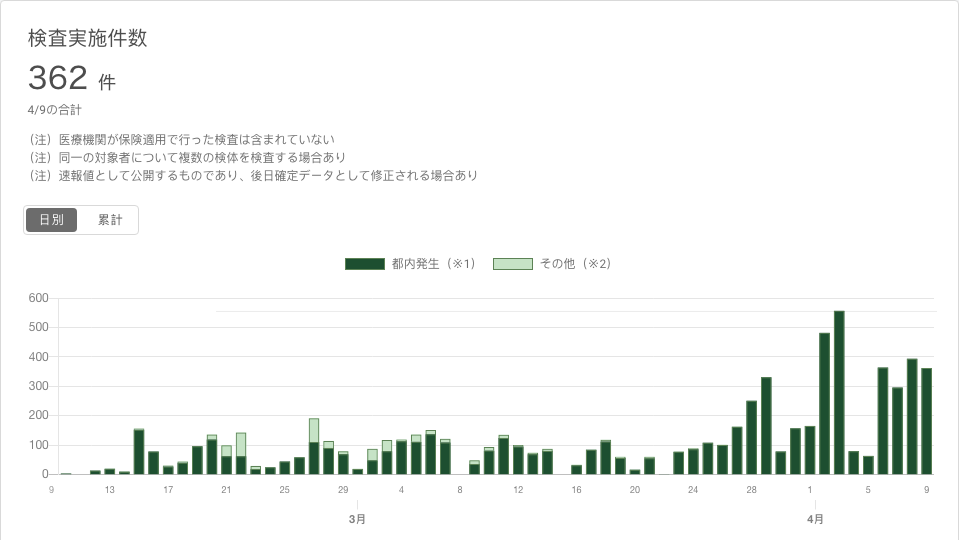 検査実施件数
362 件
4/9の合計
（注）医療機関が保険適用で行った検査は含まれていない
（注）同一の対象者について複数の検体を検査する場合あり
（注）速報値として公開するものであり、後日確定データとして修正される場合あり
日別 累計
都内発生（※1） その他（※2）
600
500
400
300
200
100
0
9 13 17 21 25 29 4 8 12 16 20 24 28 1 5 9
3月 4月